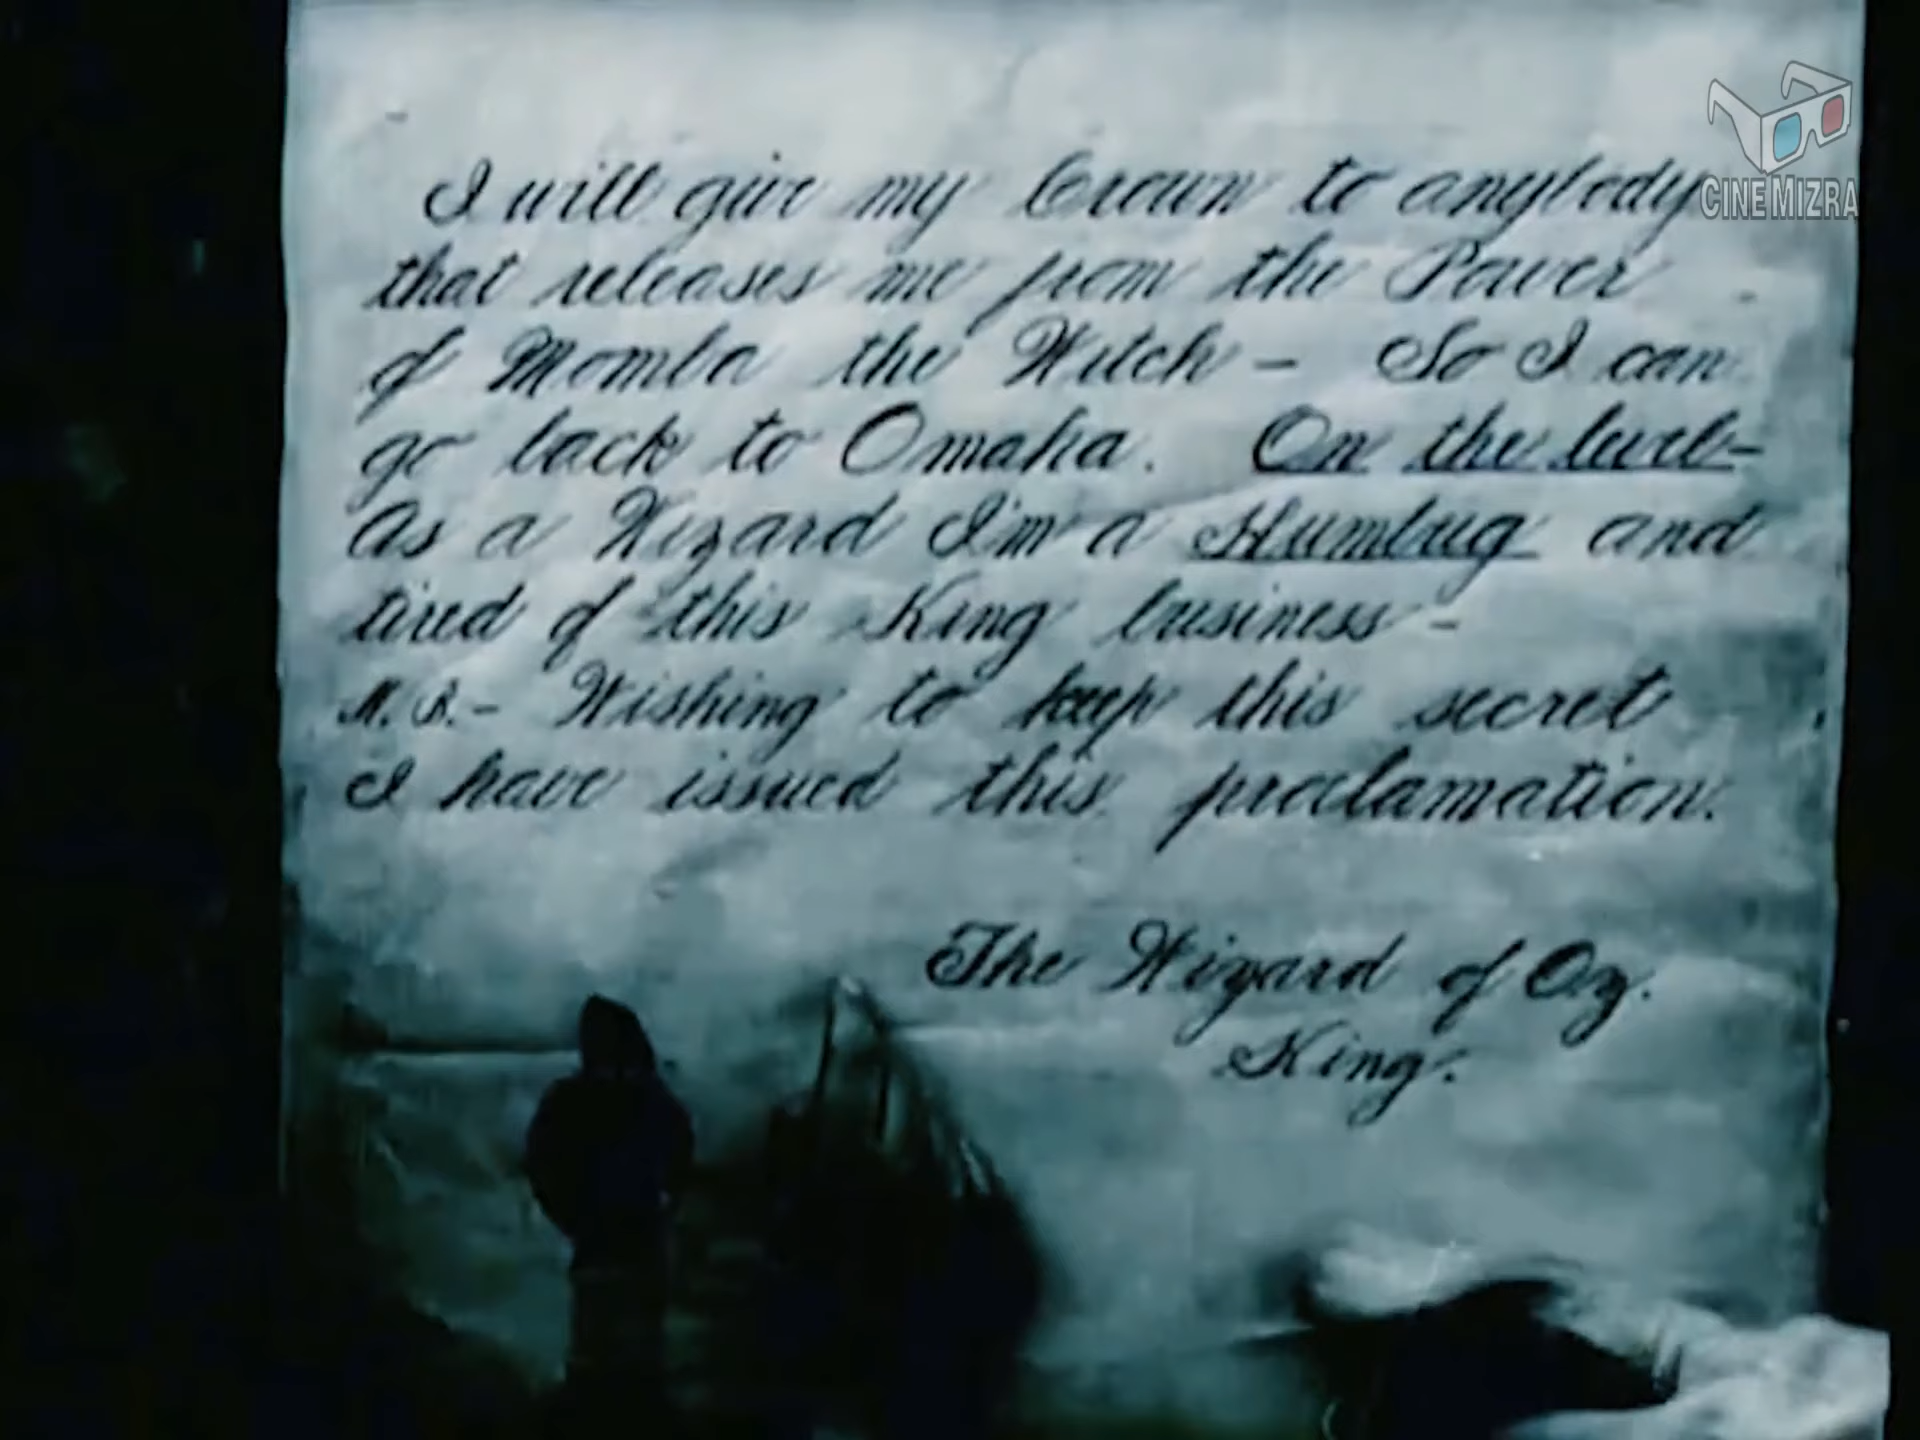 CINEMIZRA
I will give my Crown to anybody
that releases me from the Power
of Momba the Witch – So I can
go back to Omaha. On the level –
As a Wizard I'm a Humbug and
tired of this King business –
N.B. – Wishing to keep this secret
I have issued this proclamation.
The Wizard of Oz.
King.